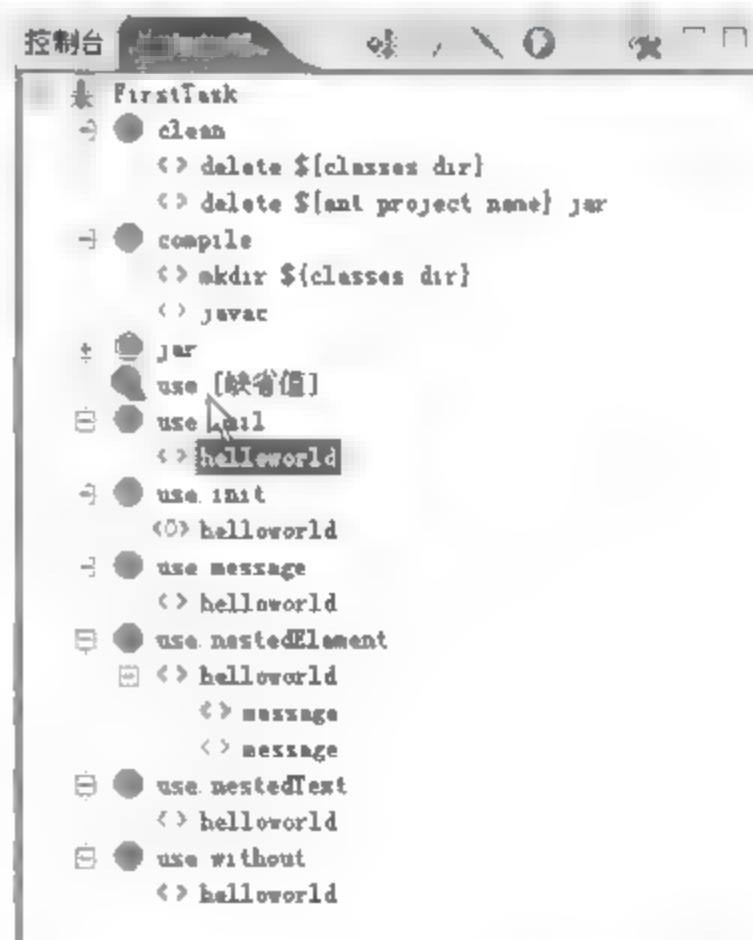 控制台
FirstTask
clean
delete ${classes dir}
delete ${ant project name} jar
compile
mkdir ${classes dir}
javac
jar
use [缺省值]
use
helloworld
use.init
helloworld
use message
helloworld
use.nestedElement
helloworld
message
message
use.nestedText
helloworld
use without
helloworld